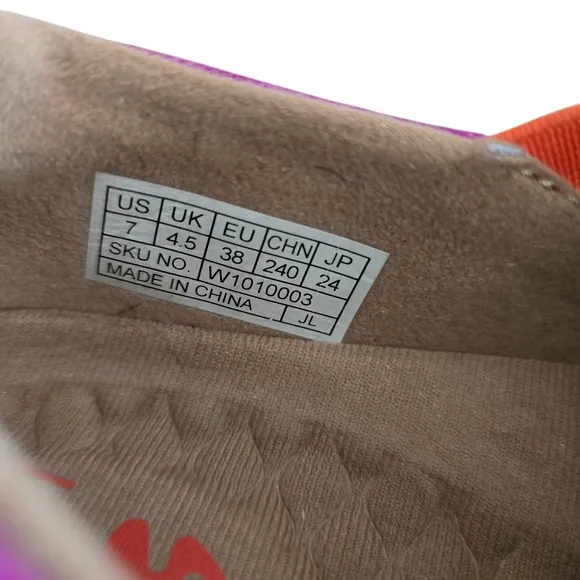 US UK EU CHN JP
7 4.5 38 240 24
SKU NO. W1010003
MADE IN CHINA JL